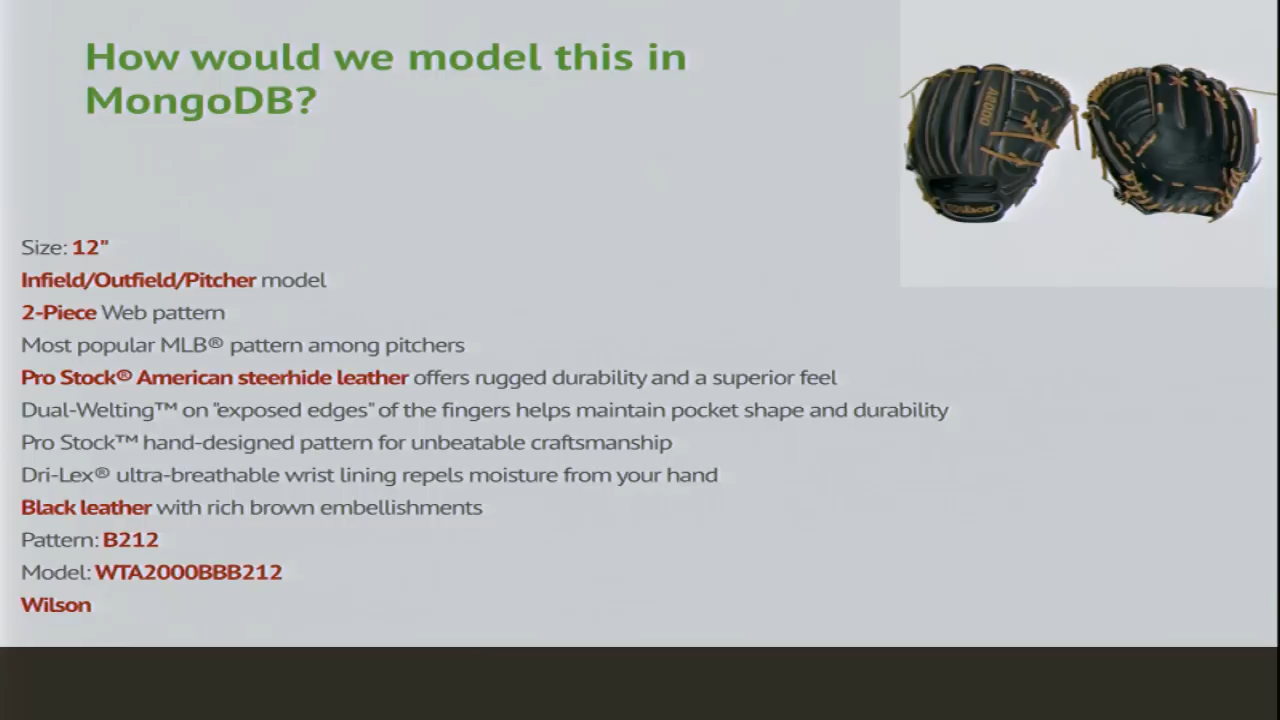 How would we model this in
MongoDB?
A2000
Size: 12"
Infield/Outfield/Pitcher model
2-Piece Web pattern
Most popular MLB® pattern among pitchers
Pro Stock® American steerhide leather offers rugged durability and a superior feel
Dual-Welting™ on "exposed edges" of the fingers helps maintain pocket shape and durability
Pro Stock™ hand-designed pattern for unbeatable craftsmanship
Dri-Lex® ultra-breathable wrist lining repels moisture from your hand
Black leather with rich brown embellishments
Pattern: B212
Model: WTA2000BBB212
Wilson